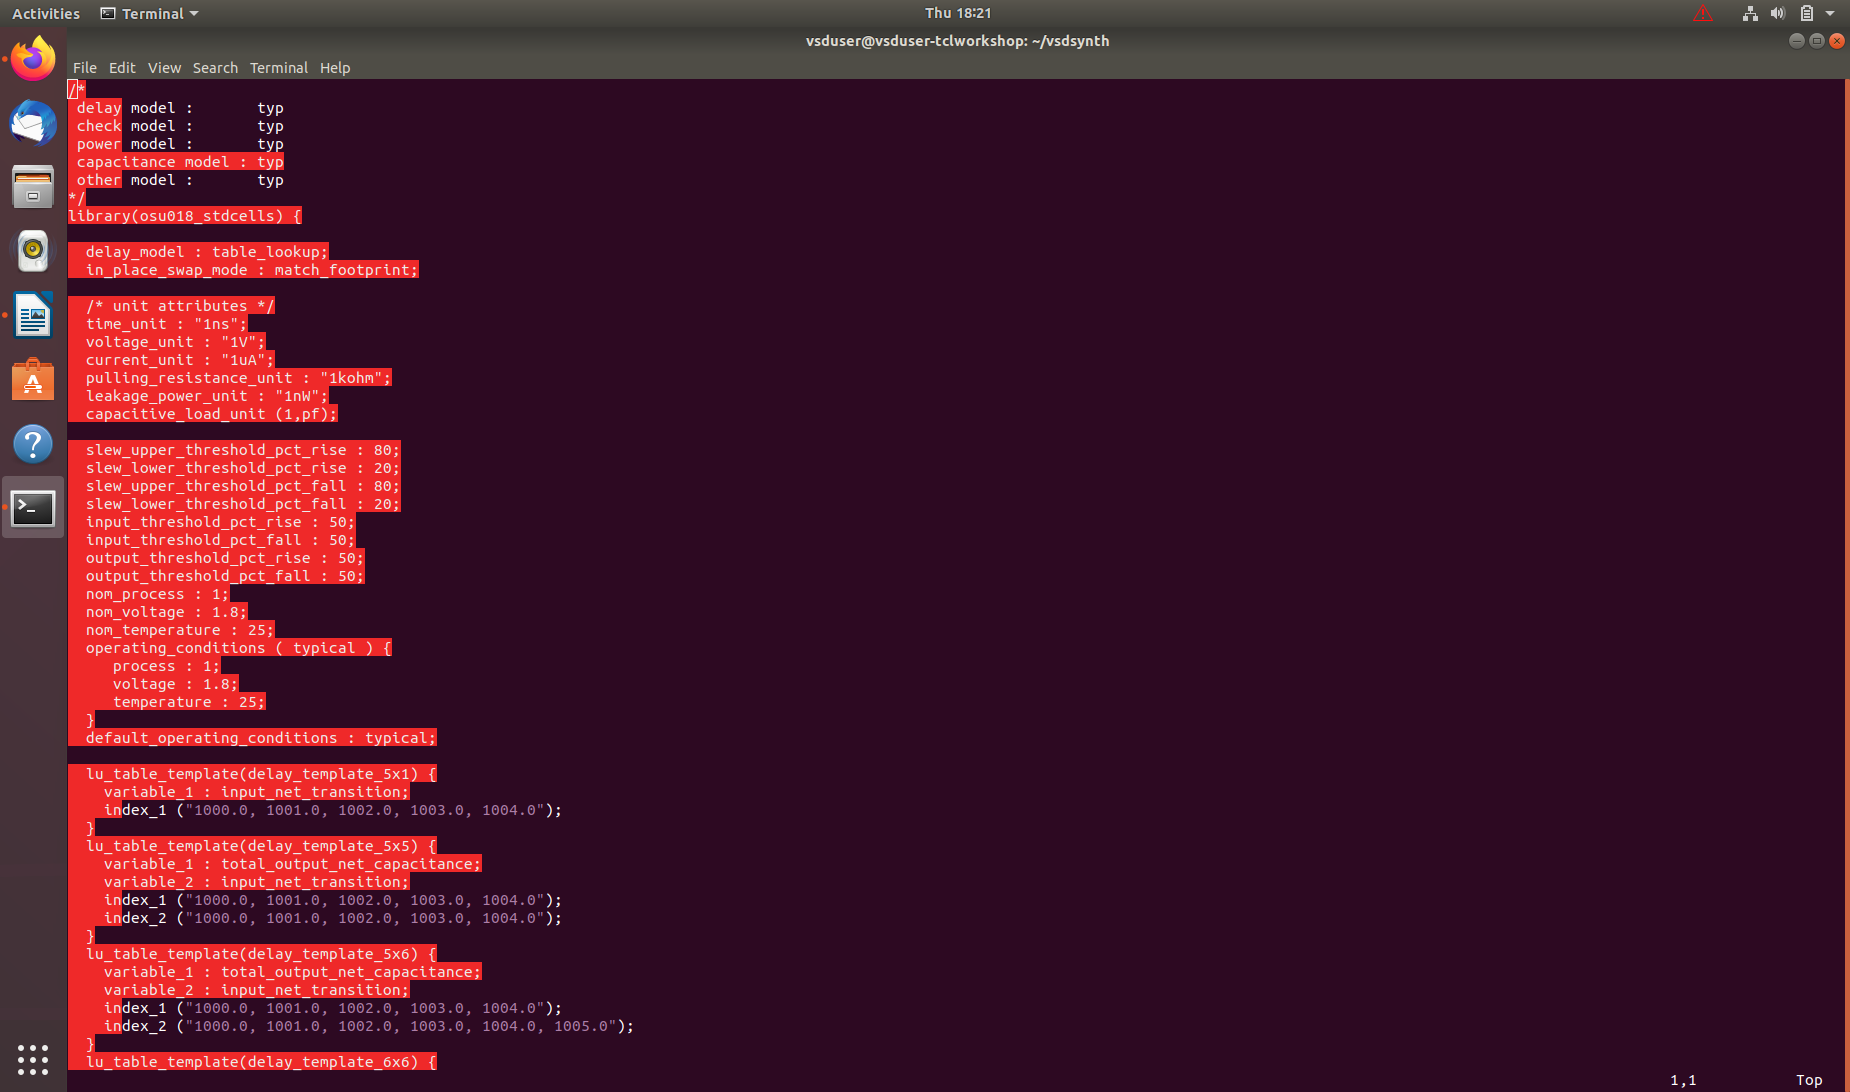 Activities
Terminal
Thu 18:21
vsduser@vsduser-tclworkshop: ~/vsdsynth
File Edit View Search Terminal Help
/*
 delay model :       typ
 check model :       typ
 power model :       typ
 capacitance model : typ
 other model :       typ
*/
library(osu018_stdcells) {

  delay_model : table_lookup;
  in_place_swap_mode : match_footprint;

  /* unit attributes */
  time_unit : "1ns";
  voltage_unit : "1V";
  current_unit : "1uA";
  pulling_resistance_unit : "1kohm";
  leakage_power_unit : "1nW";
  capacitive_load_unit (1,pf);

  slew_upper_threshold_pct_rise : 80;
  slew_lower_threshold_pct_rise : 20;
  slew_upper_threshold_pct_fall : 80;
  slew_lower_threshold_pct_fall : 20;
  input_threshold_pct_rise : 50;
  input_threshold_pct_fall : 50;
  output_threshold_pct_rise : 50;
  output_threshold_pct_fall : 50;
  nom_process : 1;
  nom_voltage : 1.8;
  nom_temperature : 25;
  operating_conditions ( typical ) {
     process : 1;
     voltage : 1.8;
     temperature : 25;
  }
  default_operating_conditions : typical;

  lu_table_template(delay_template_5x1) {
    variable_1 : input_net_transition;
    index_1 ("1000.0, 1001.0, 1002.0, 1003.0, 1004.0");
  }
  lu_table_template(delay_template_5x5) {
    variable_1 : total_output_net_capacitance;
    variable_2 : input_net_transition;
    index_1 ("1000.0, 1001.0, 1002.0, 1003.0, 1004.0");
    index_2 ("1000.0, 1001.0, 1002.0, 1003.0, 1004.0");
  }
  lu_table_template(delay_template_5x6) {
    variable_1 : total_output_net_capacitance;
    variable_2 : input_net_transition;
    index_1 ("1000.0, 1001.0, 1002.0, 1003.0, 1004.0");
    index_2 ("1000.0, 1001.0, 1002.0, 1003.0, 1004.0, 1005.0");
  }
  lu_table_template(delay_template_6x6) {
1,1 Top